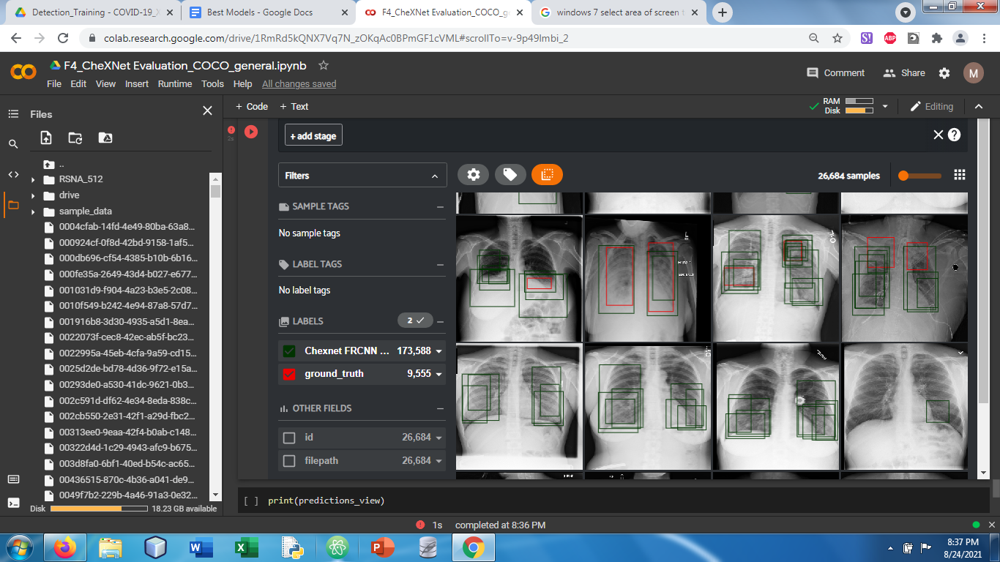 Detection_Training - COVID-19_X
Best Models - Google Docs
F4_CheXNet Evaluation_COCO_ge
windows 7 select area of screen t
colab.research.google.com/drive/1RmRd5kQNX7Vq7N_zOKqAc0BPmGF1cVML#scrollTo=v-9p49lmbi_2
ABP
F4_CheXNet Evaluation_COCO_general.ipynb
File Edit View Insert Runtime Tools Help All changes saved
Comment Share M
+ Code + Text
RAM
Disk
Editing
Files
..
RSNA_512
drive
sample_data
0004cfab-14fd-4e49-80ba-63a8...
000924cf-0f8d-42bd-9158-1af5...
000db696-cf54-4385-b10b-6b16...
000fe35a-2649-43d4-b027-e677...
001031d9-f904-4a23-b3e5-2c08...
0010f549-b242-4e94-87a8-57d7...
001916b8-3d30-4935-a5d1-8ea...
0022073f-cec8-42ec-ab5f-bc23...
0022995a-45eb-4cfa-9a59-cd15...
0025d2de-bd78-4d36-9f72-e15a...
00293de0-a530-41dc-9621-0b3...
002c591d-df62-4e34-8eda-838c...
002cb550-2e31-42f1-a29d-fbc2...
00313ee0-9eaa-42f4-b0ab-c148...
00322d4d-1c29-4943-afc9-b675...
003d8fa0-6bf1-40ed-b54c-ac65...
00436515-870c-4b36-a041-de9...
0049f7b2-229b-4a46-91a3-0e32...
Disk 18.23 GB available
2s
+ add stage
Filters
26,684 samples
SAMPLE TAGS
No sample tags
LABEL TAGS
No label tags
LABELS 2
Chexnet FRCNN ... 173,588
ground_truth 9,555
OTHER FIELDS
id 26,684
filepath 26,684
[ ] print(predictions_view)
1s completed at 8:36 PM
8:37 PM
8/24/2021